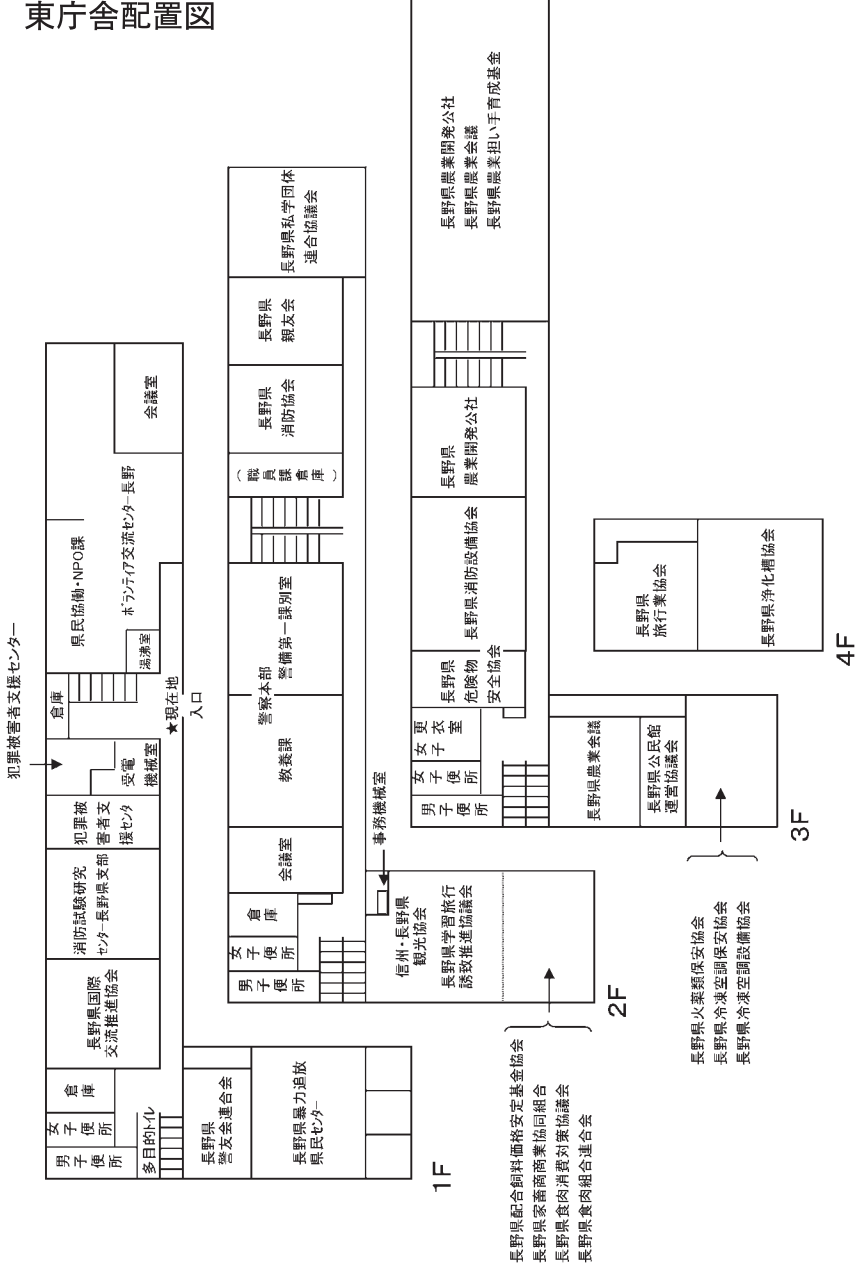 東庁舎配置図
犯罪被害者支援センター
男子便所
女子便所
倉庫
多目的トイレ
長野県国際
交流推進協会
消防試験研究
センター長野県支部
犯罪被
害者支
援センタ
受電
機械室
倉庫
湯沸室
県民協働・NPO課
ボランティア交流センター長野
会議室
★現在地
入口
長野県
警友会連合会
長野県暴力追放
県民センター
1F
男子便所
女子便所
倉庫
会議室
教養課
警察本部
警備第一課別室
(職員課倉庫)
長野県
消防協会
長野県
親友会
長野県私学団体
連合協議会
事務機械室
信州・長野県
観光協会
長野県学習旅行
誘致推進協議会
長野県配合飼料価格安定基金協会
長野県家畜商商業協同組合
長野県食肉消費対策協議会
長野県食肉組合連合会
2F
男子便所
女子便所
女子更衣室
長野県
危険物
安全協会
長野県消防設備協会
長野県
農業開発公社
長野県農業開発公社
長野県農業会議
長野県農業担い手育成基金
長野県農業会議
長野県公民館
運営協議会
長野県火薬類保安協会
長野県冷凍空調保安協会
長野県冷凍空調設備協会
3F
長野県
旅行業協会
長野県浄化槽協会
4F